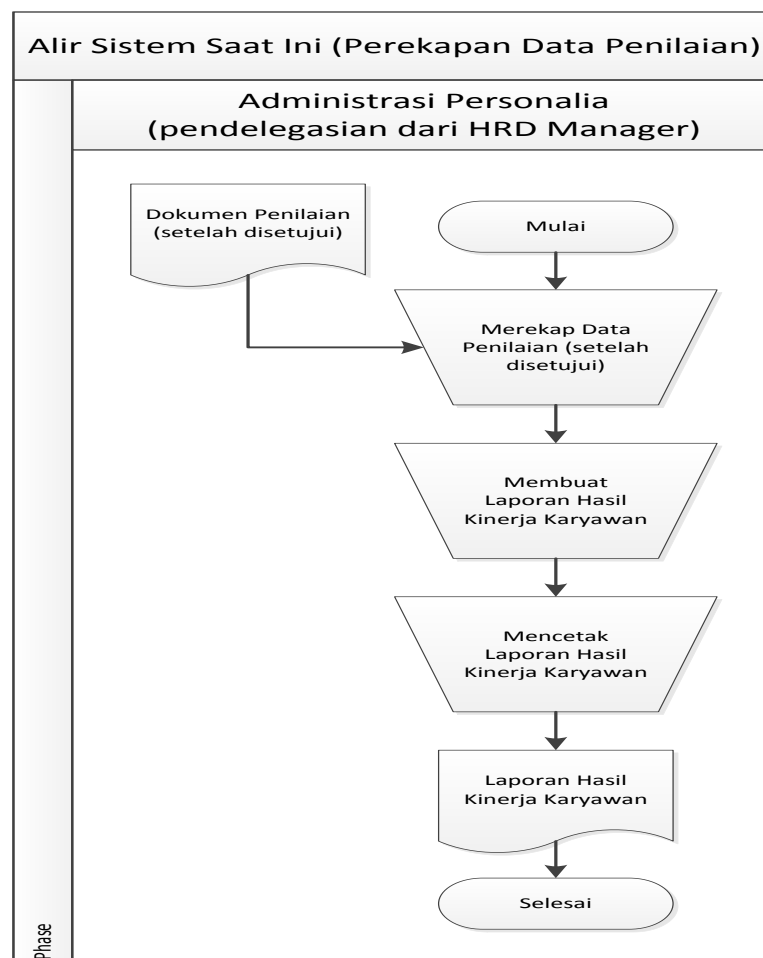 Alir Sistem Saat Ini (Perekapan Data Penilaian)
Administrasi Personalia
(pendelegasian dari HRD Manager)
Dokumen Penilaian
(setelah disetujui)
Mulai
Merekap Data
Penilaian (setelah
disetujui)
Membuat
Laporan Hasil
Kinerja Karyawan
Mencetak
Laporan Hasil
Kinerja Karyawan
Laporan Hasil
Kinerja Karyawan
Selesai
Phase